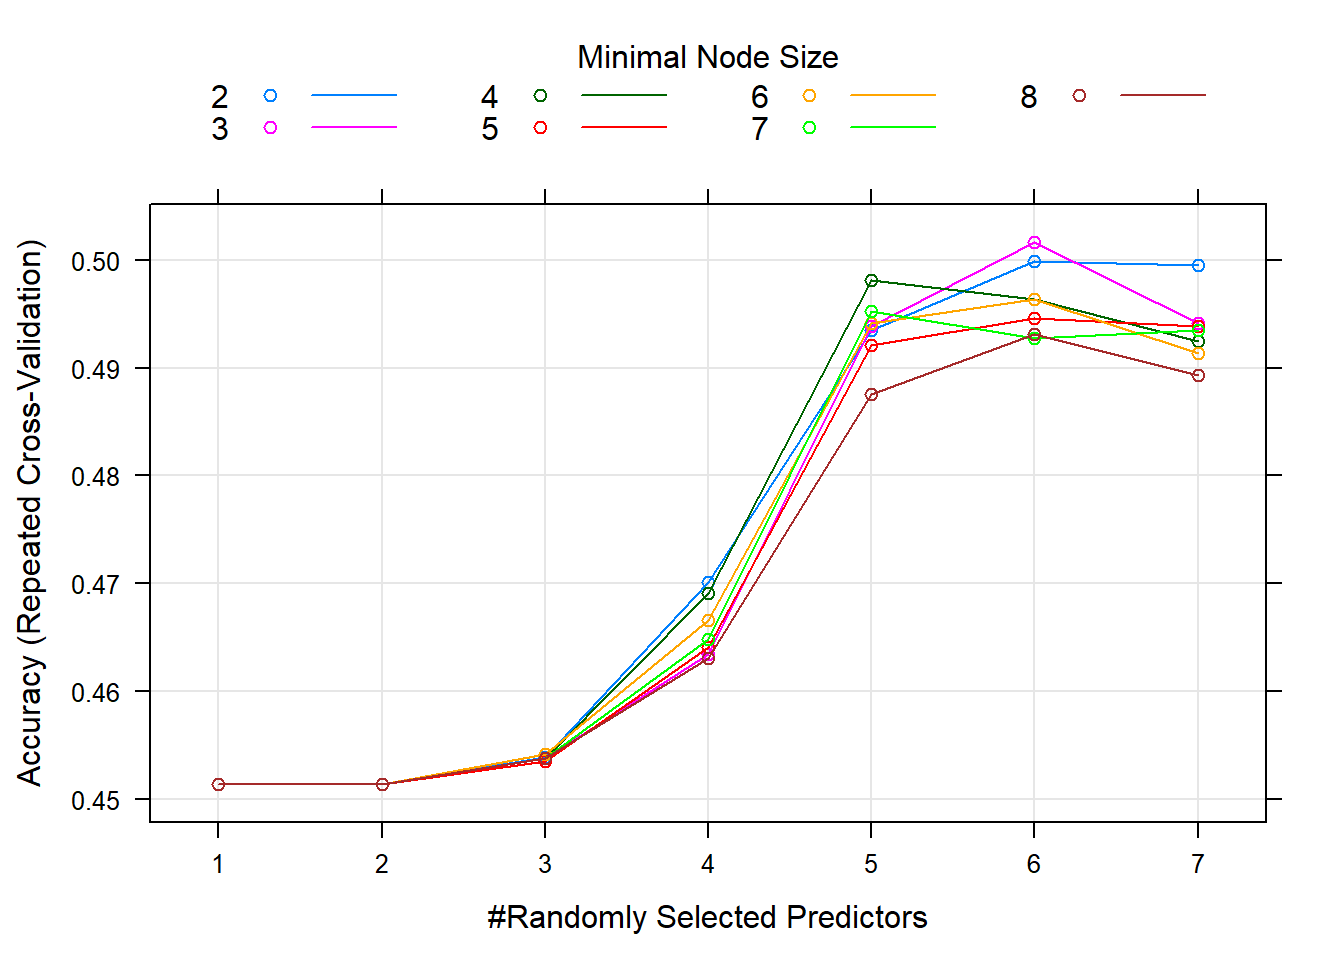 Minimal Node Size
2 4 6 8
3 5 7
Accuracy (Repeated Cross-Validation)
0.50
0.49
0.48
0.47
0.46
0.45
1 2 3 4 5 6 7
#Randomly Selected Predictors